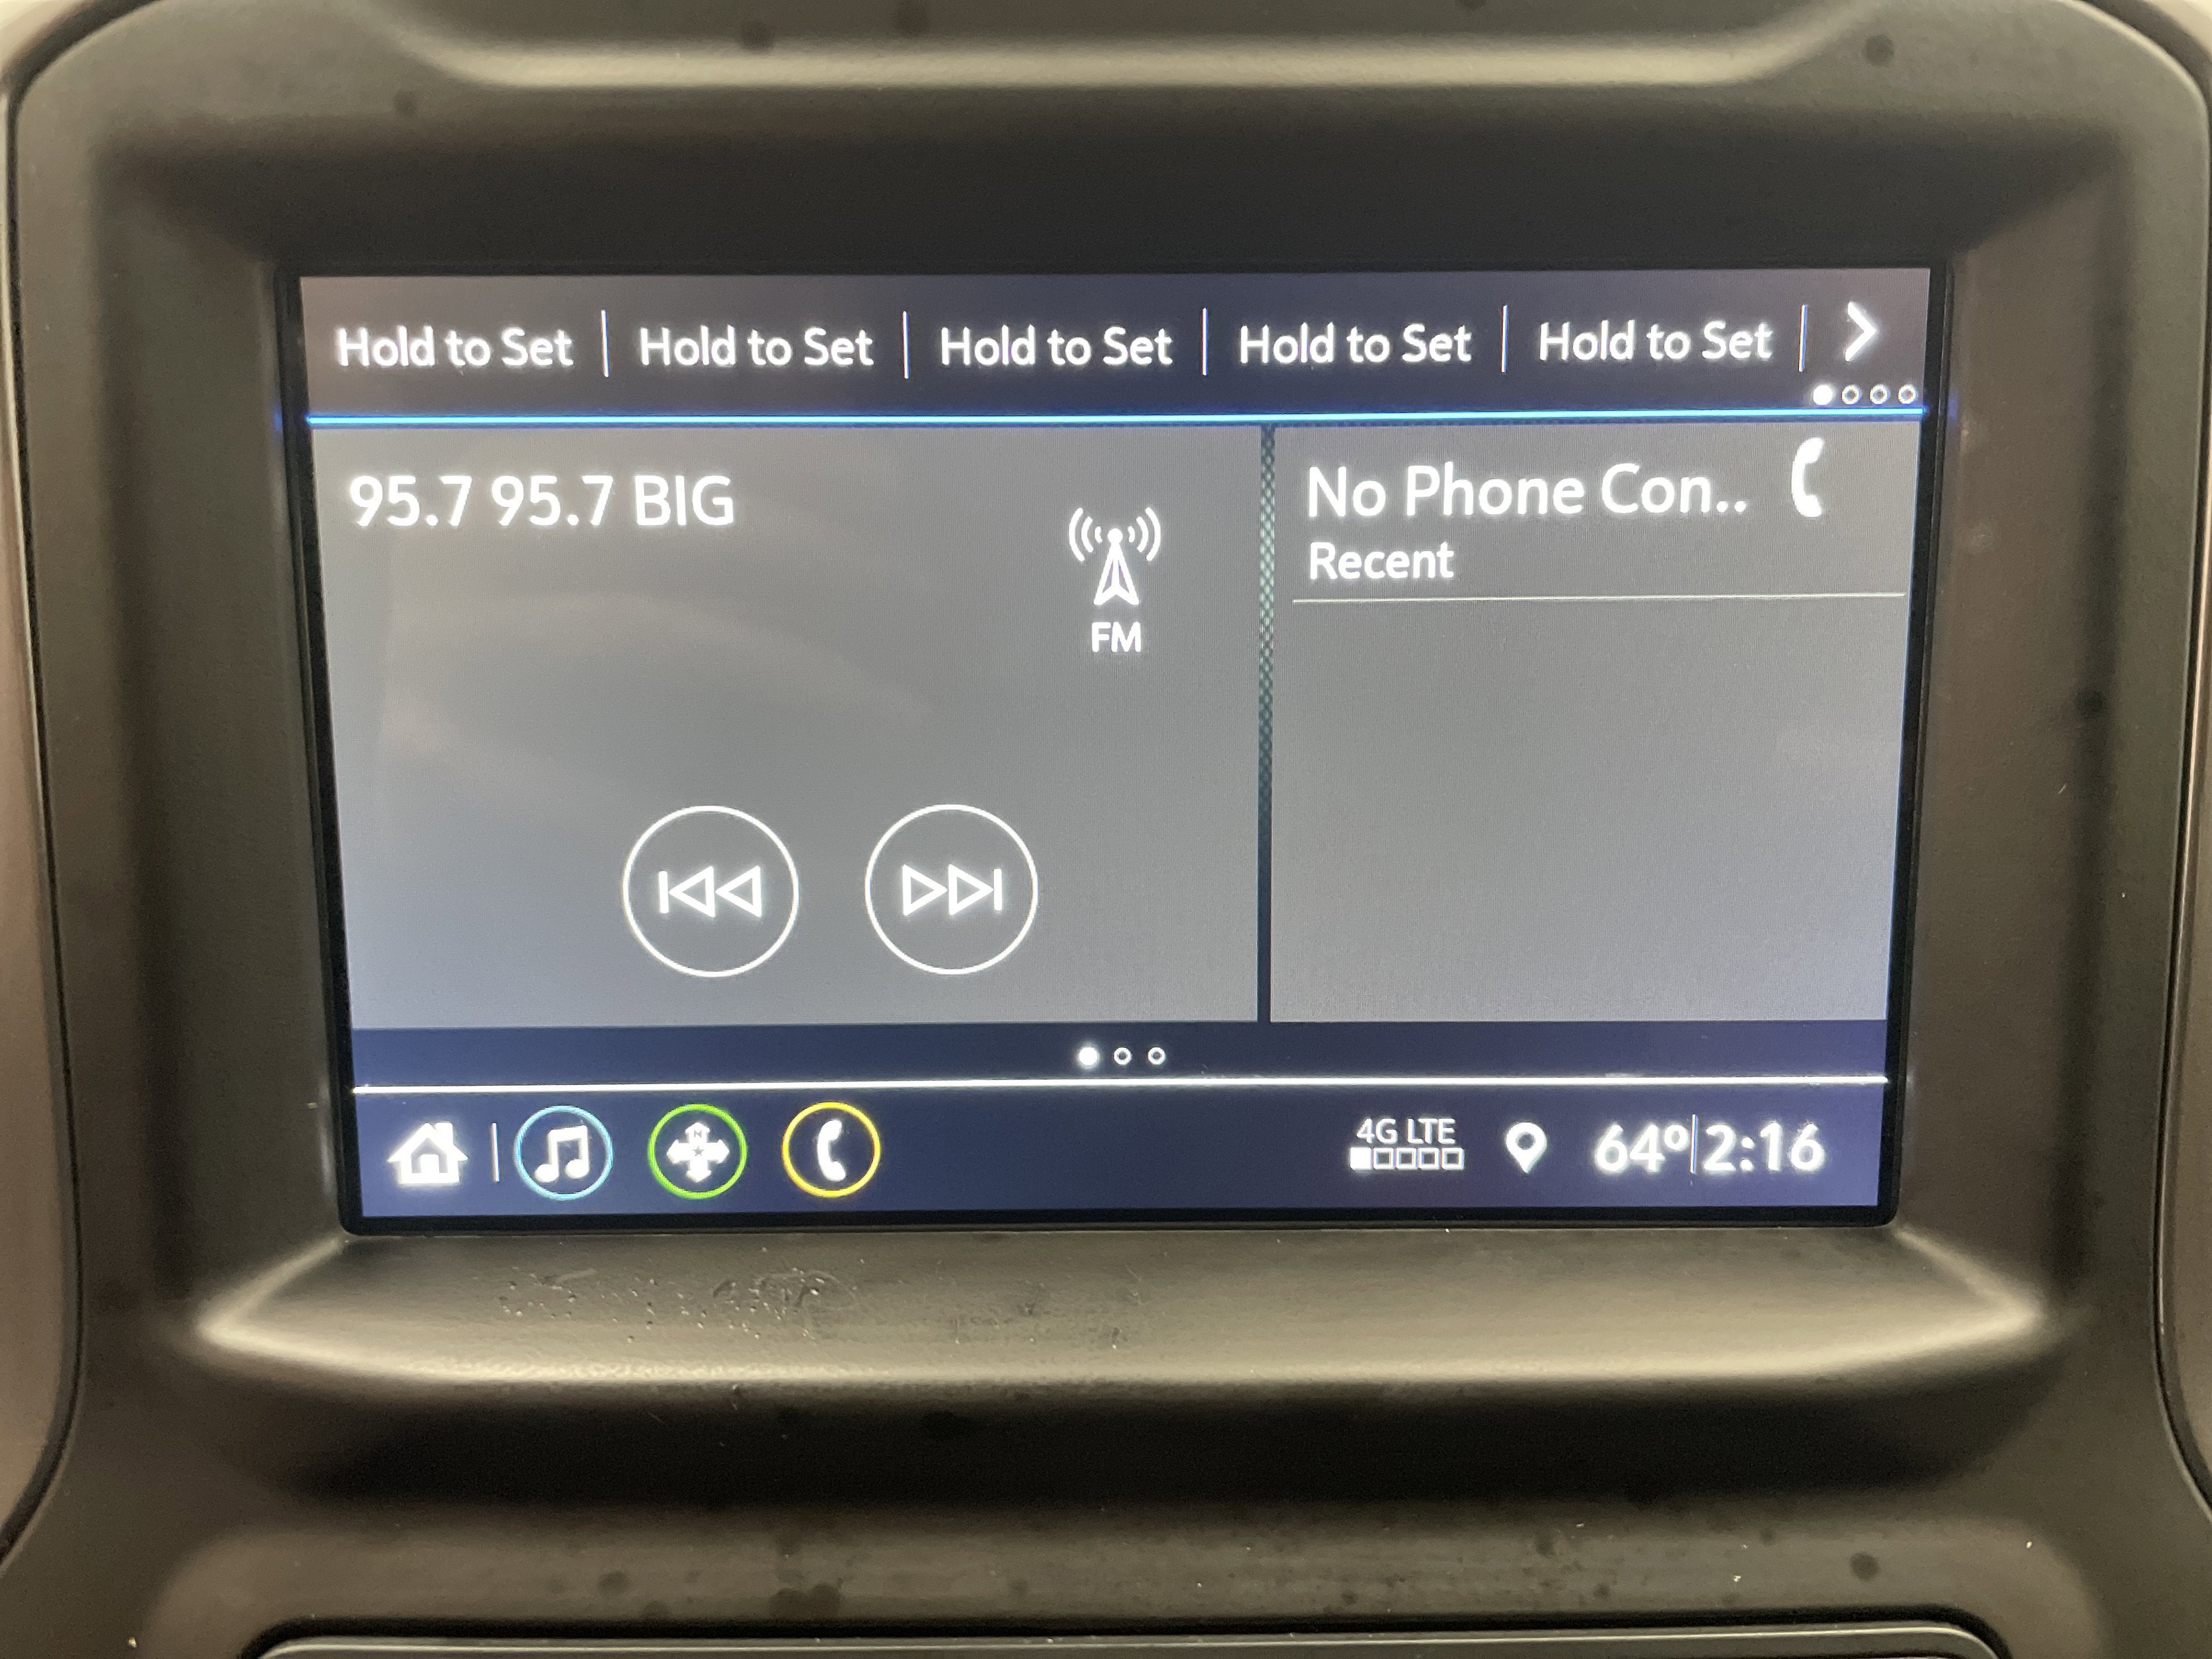 Hold to Set Hold to Set Hold to Set Hold to Set Hold to Set
95.7 95.7 BIG
FM
No Phone Con..
Recent
4G LTE
64° 2:16